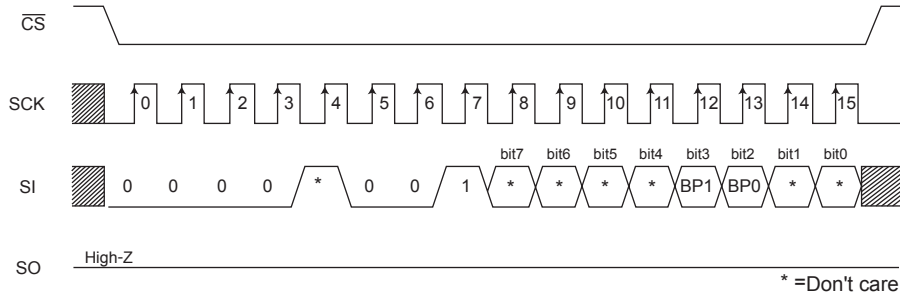 CS
SCK 0 1 2 3 4 5 6 7 8 9 10 11 12 13 14 15
bit7 bit6 bit5 bit4 bit3 bit2 bit1 bit0
SI 0 0 0 0 * 0 0 1 * * * * BP1 BP0 * *
High-Z
SO
* =Don't care